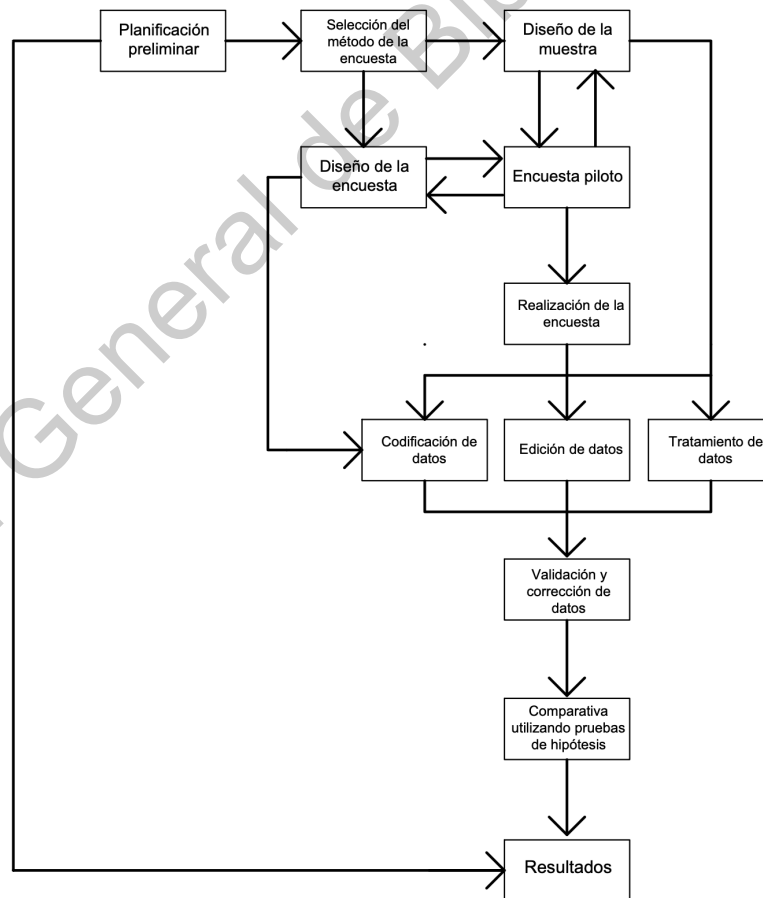 Planificación
preliminar
Selección del
método de la
encuesta
Diseño de la
muestra
Diseño de la
encuesta
Encuesta piloto
Realización de la
encuesta
Codificación de
datos
Edición de datos
Tratamiento de
datos
Validación y
corrección de
datos
Comparativa
utilizando pruebas
de hipótesis
Resultados
General de